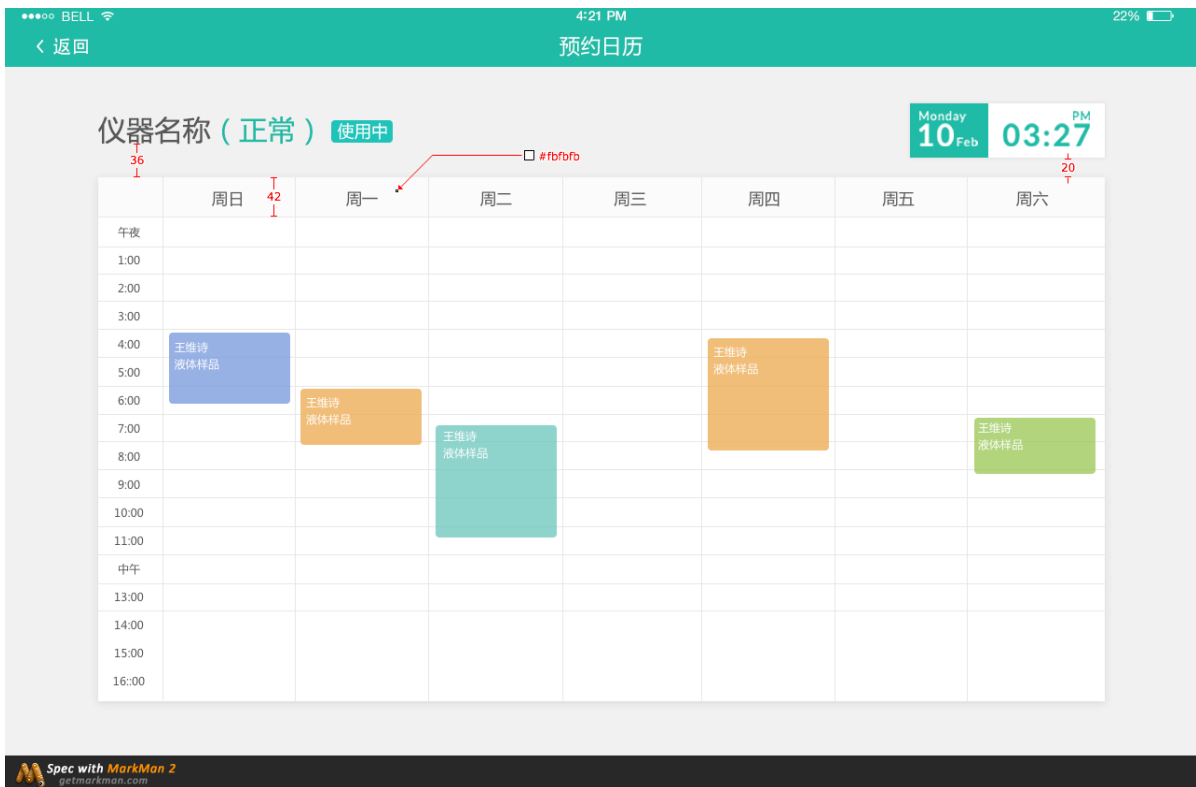 BELL
4:21 PM
22%
返回
预约日历
仪器名称（正常）
使用中
Monday
10 Feb
PM
03:27
36
#fbfbfb
20
42
周日 周一 周二 周三 周四 周五 周六
午夜
1:00
2:00
3:00
4:00
王维诗
液体样品
王维诗
液体样品
5:00
6:00
王维诗
液体样品
7:00
王维诗
液体样品
王维诗
液体样品
8:00
9:00
10:00
11:00
中午
13:00
14:00
15:00
16::00
Spec with MarkMan 2
getmarkman.com